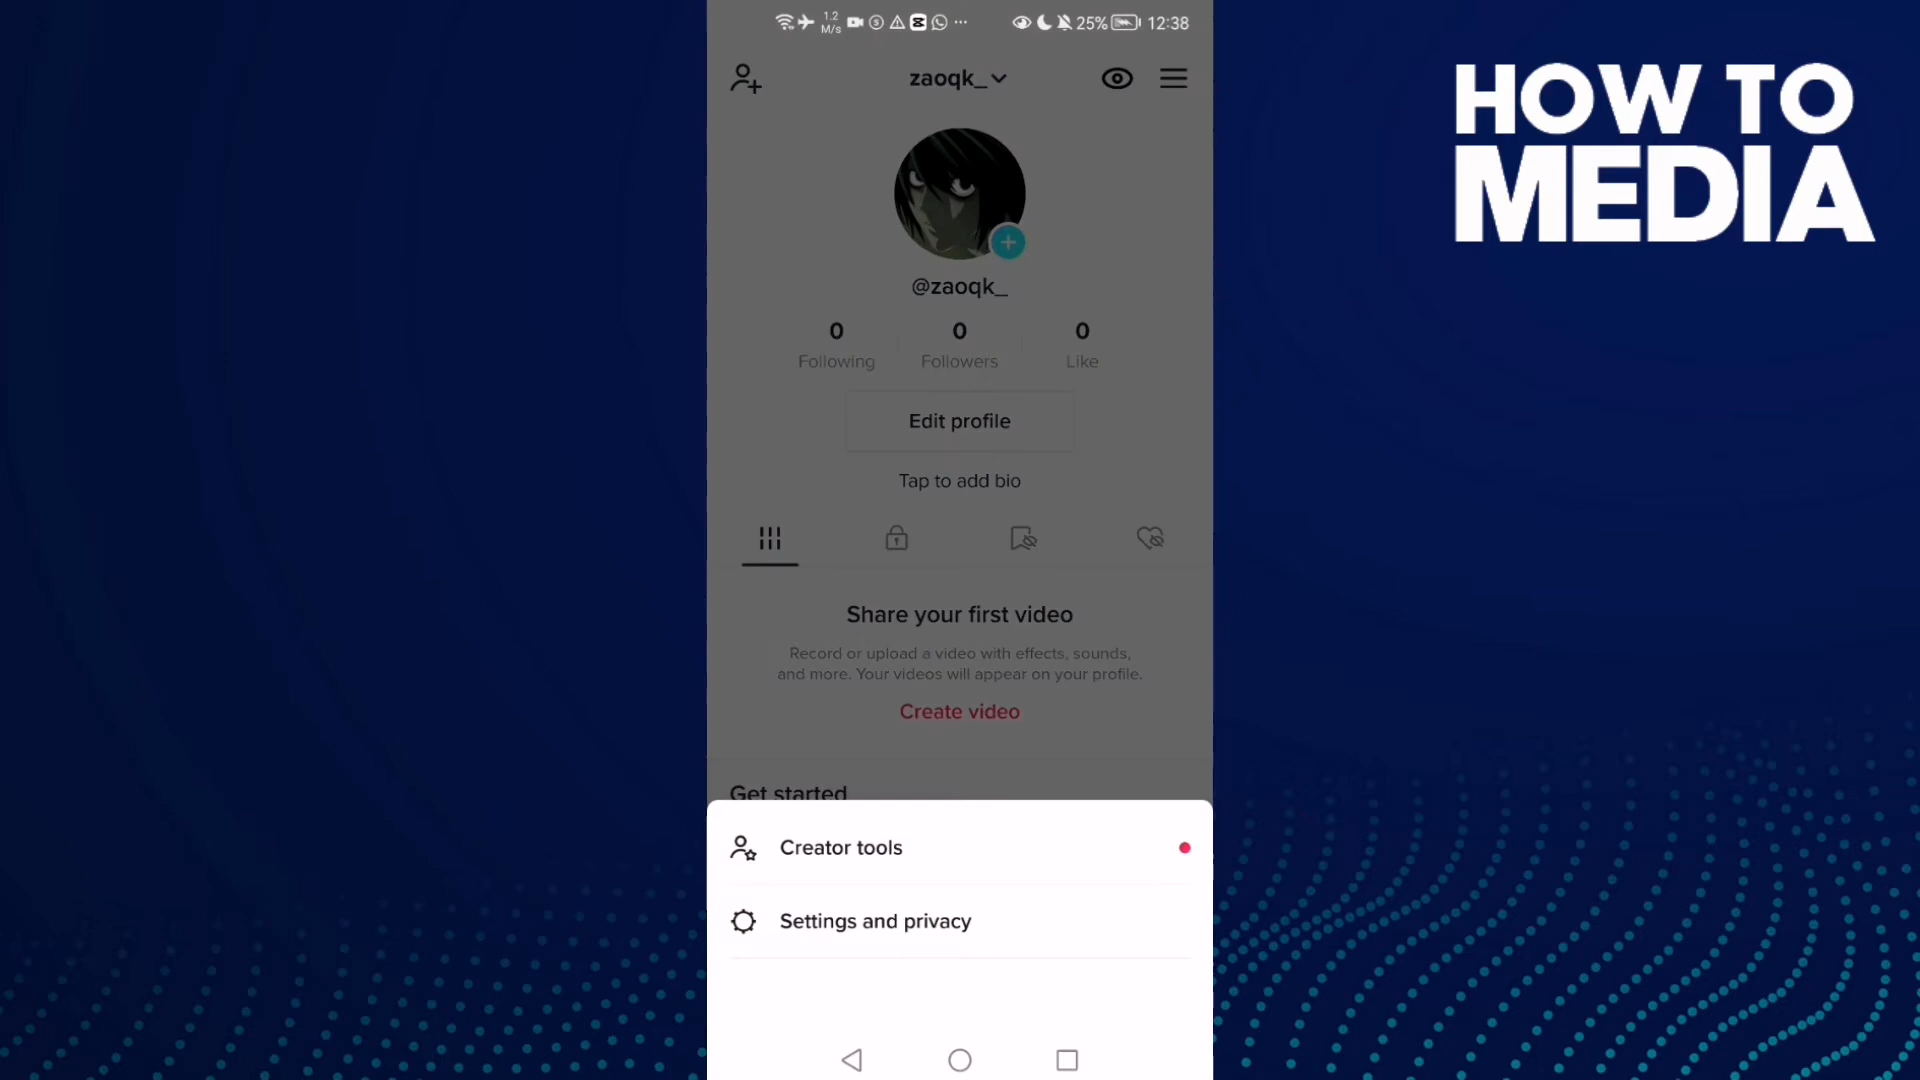 1.2
M/s
25%
12:38
HOW TO
MEDIA
zaoqk_
@zaoqk_
0
0
0
Following
Followers
Like
Edit profile
Tap to add bio
Share your first video
Record or upload a video with effects, sounds,
and more. Your videos will appear on your profile.
Create video
Get started
Creator tools
Settings and privacy